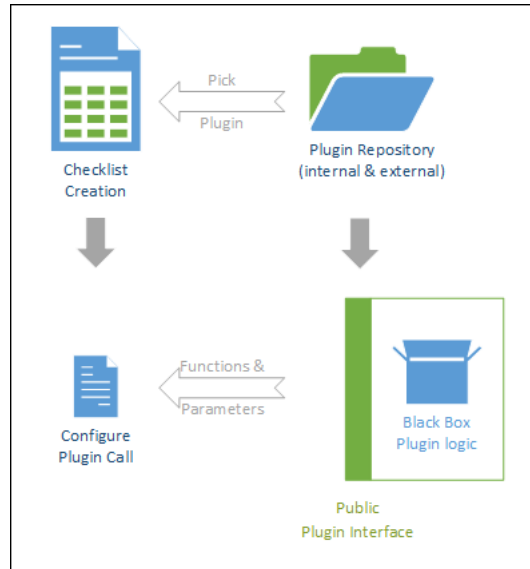 Pick
Plugin
Checklist
Creation
Plugin Repository
(internal & external)
Functions &
Parameters
Configure
Plugin Call
Black Box
Plugin logic
Public
Plugin Interface